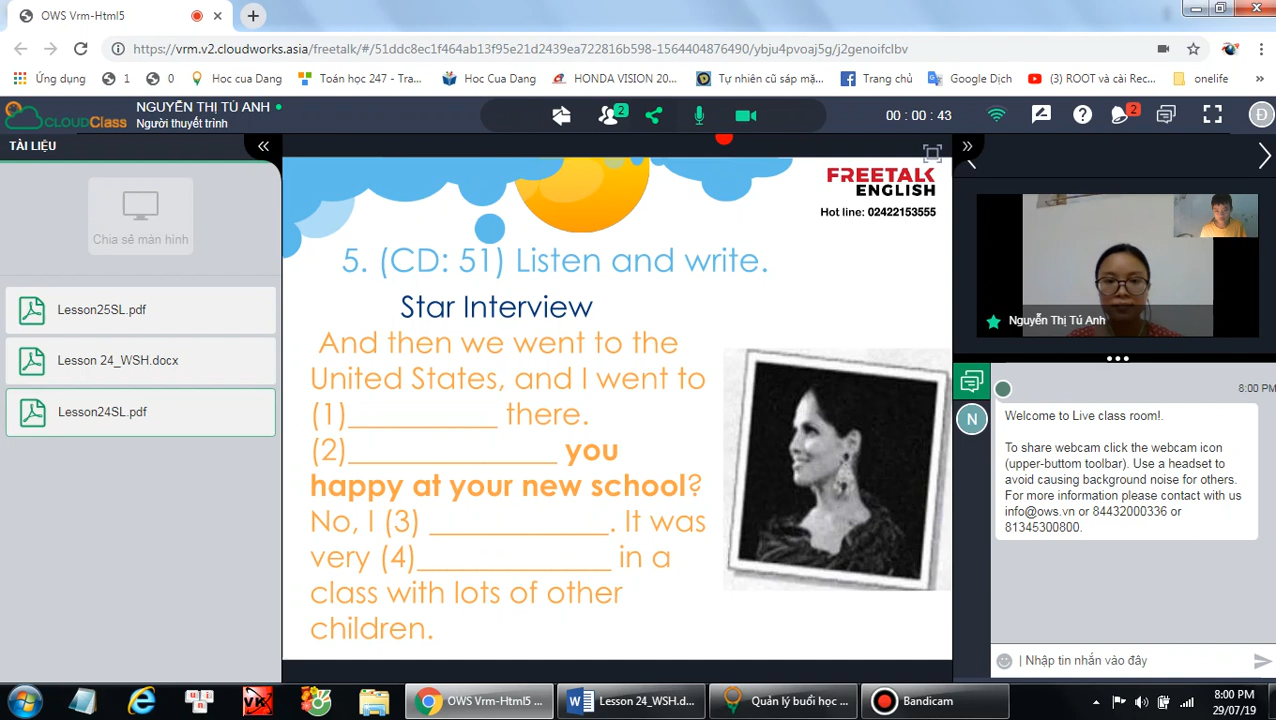 OWS Vrm-Html5
https://vrm.v2.cloudworks.asia/freetalk/#/51ddc8ec1f464ab13f95e21d2439ea722816b598-1564404876490/ybju4pvoaj5g/j2genoifclbv
Ứng dụng 1 0 Học cua Dang Toán học 247 - Tra... Học Cua Dang HONDA VISION 20... Tự nhiên cũ sáp mặ... Trang chủ Google Dịch (3) ROOT và cài Rec... onelife »
CLOUDClass
NGUYỄN THỊ TÚ ANH
Người thuyết trình
2
00 : 00 : 43
2
Đ
TÀI LIỆU
Chia sẻ màn hình
Lesson25SL.pdf
Lesson 24_WSH.docx
Lesson24SL.pdf
FREETALK
ENGLISH
Hot line: 02422153555
5. (CD: 51) Listen and write.
Star Interview
And then we went to the
United States, and I went to
(1)__________ there.
(2)______________ you
happy at your new school?
No, I (3) ____________. It was
very (4)_____________ in a
class with lots of other
children.
Nguyễn Thị Tú Anh
8:00 PM
N
Welcome to Live class room!.
To share webcam click the webcam icon
(upper-buttom toolbar). Use a headset to
avoid causing background noise for others.
For more information please contact with us
info@ows.vn or 84432000336 or
81345300800.
Nhập tin nhắn vào đây
OWS Vrm-Html5 ...
Lesson 24_WSH.d...
Quản lý buổi học ...
Bandicam
8:00 PM
29/07/19